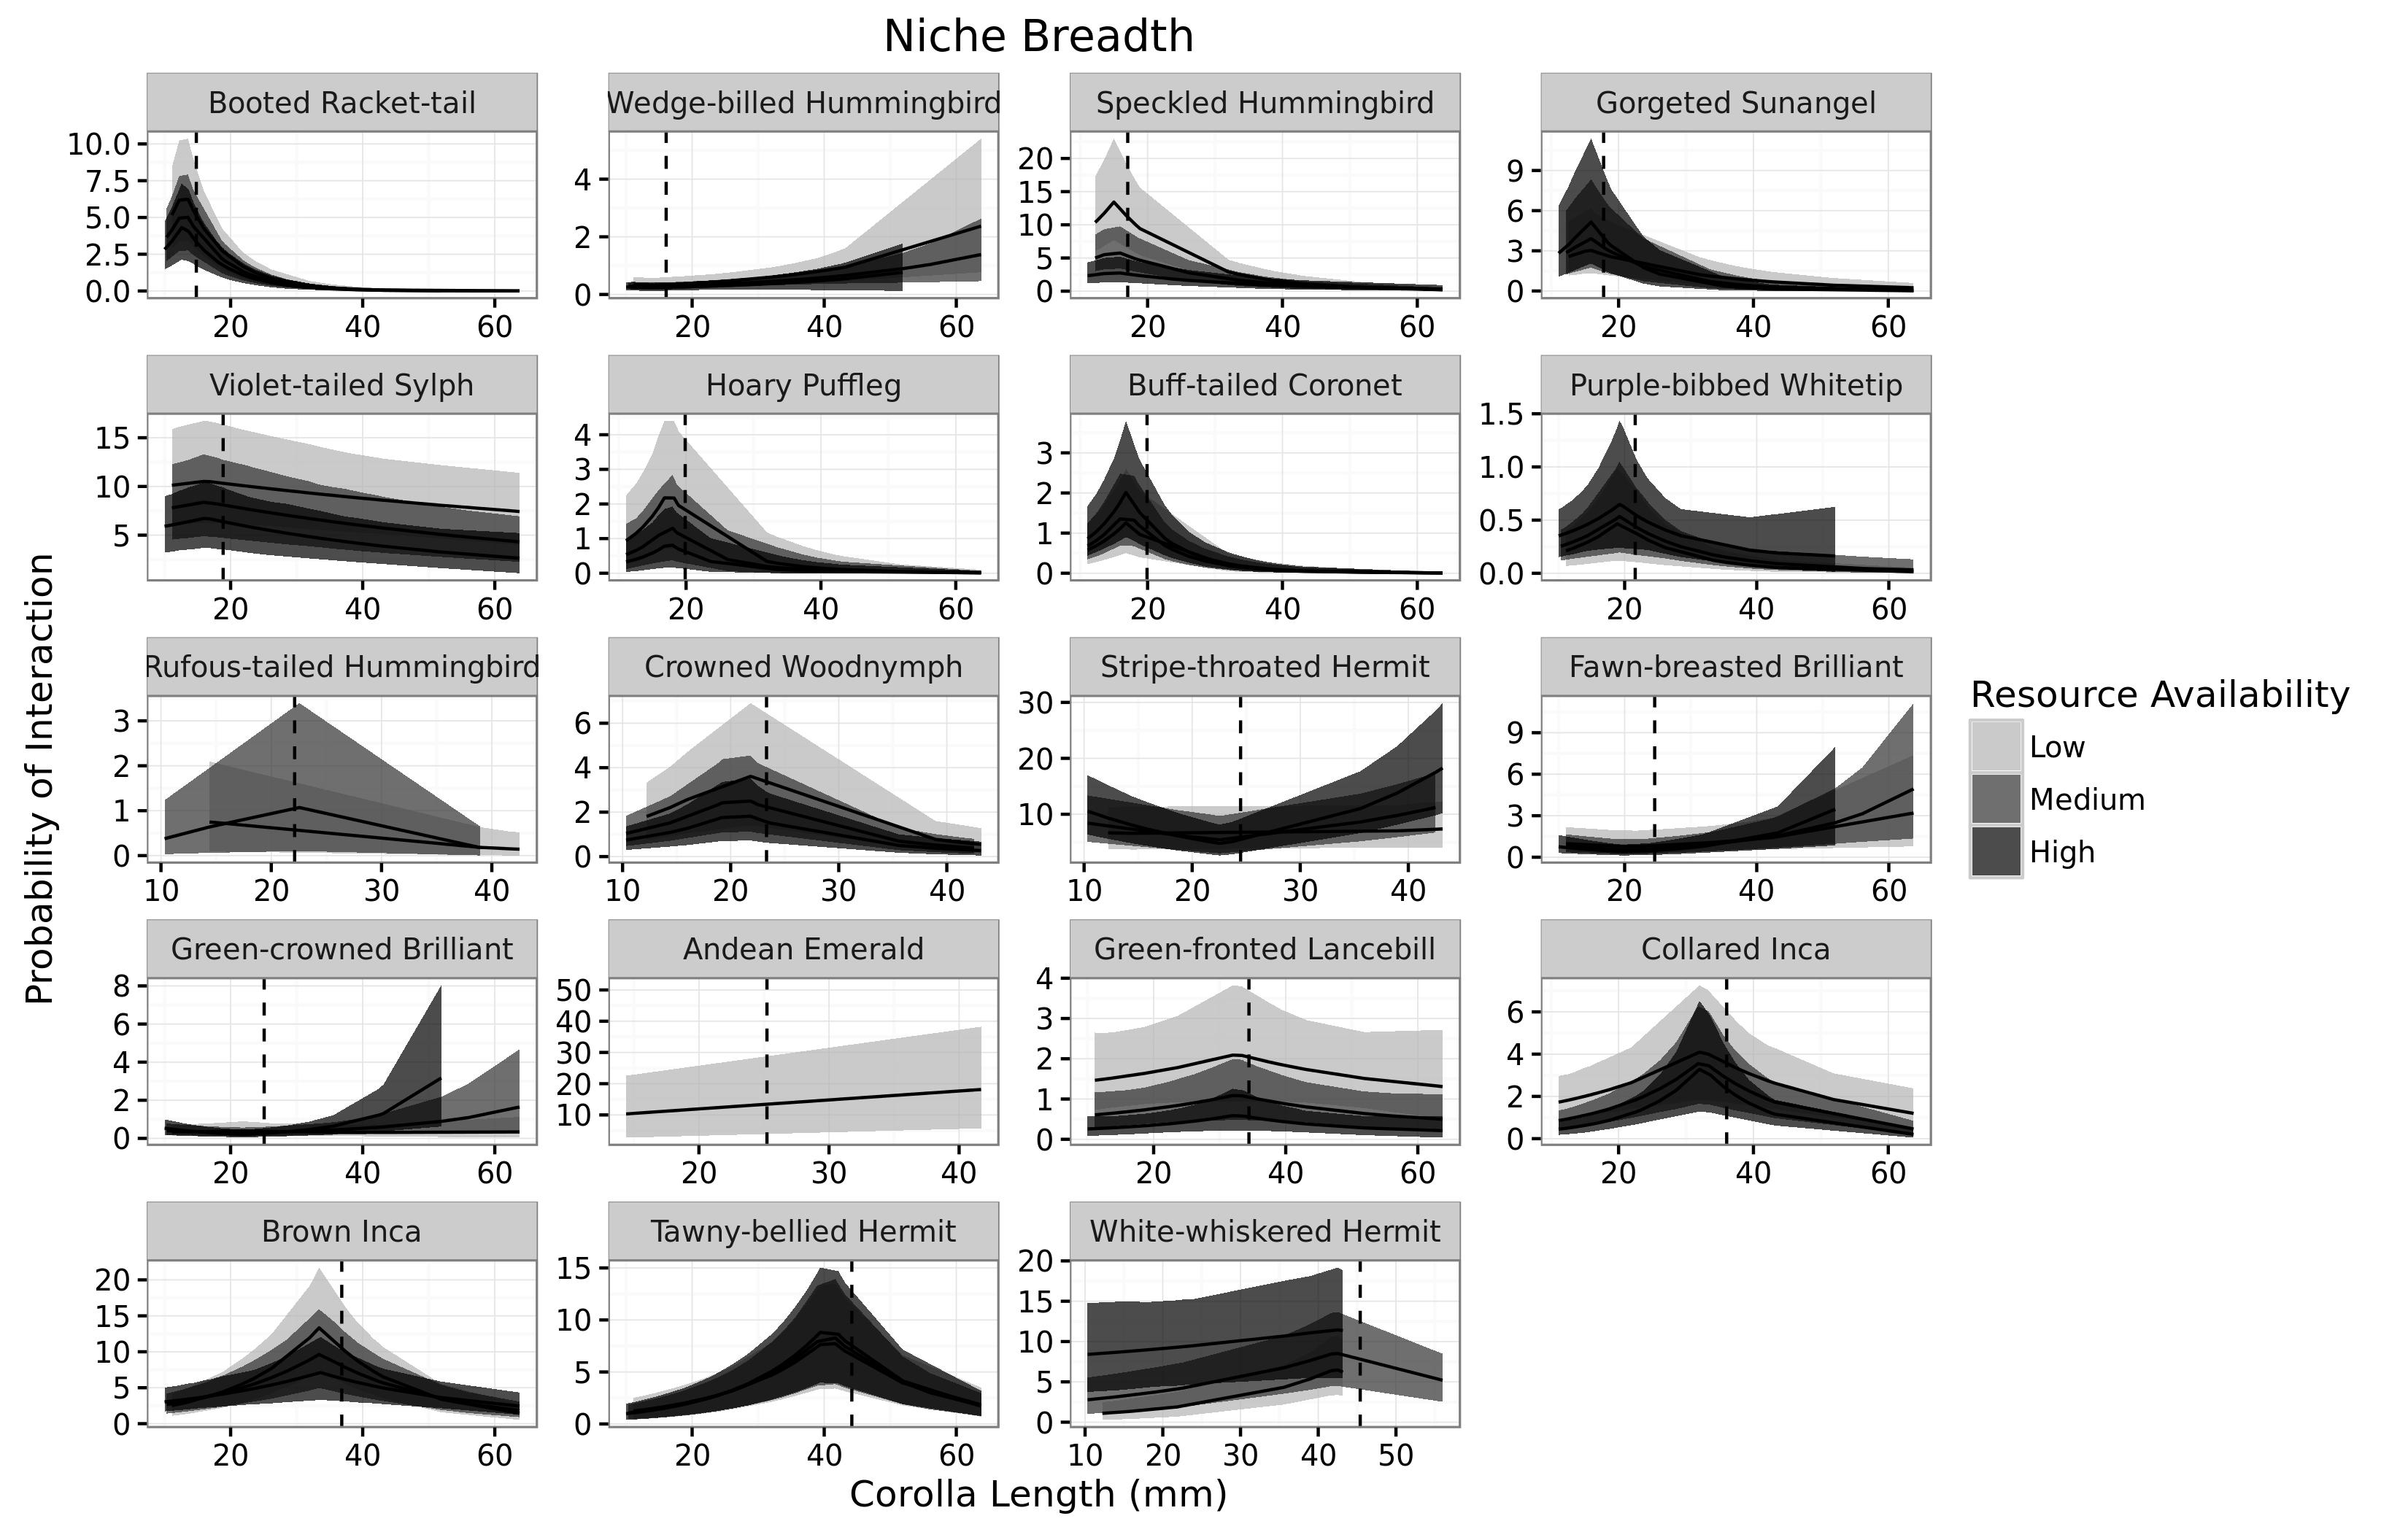 Niche Breadth
Booted Racket-tail
Wedge-billed Hummingbird
Speckled Hummingbird
Gorgeted Sunangel
10.0
7.5
5.0
2.5
0.0
20 40 60
4
2
0
20 40 60
20
15
10
5
0
20 40 60
9
6
3
0
20 40 60
Violet-tailed Sylph
Hoary Puffleg
Buff-tailed Coronet
Purple-bibbed Whitetip
15
10
5
20 40 60
4
3
2
1
0
20 40 60
3
2
1
0
20 40 60
1.5
1.0
0.5
0.0
20 40 60
Rufous-tailed Hummingbird
Crowned Woodnymph
Stripe-throated Hermit
Fawn-breasted Brilliant
3
2
1
0
10 20 30 40
6
4
2
0
10 20 30 40
30
20
10
10 20 30 40
9
6
3
0
20 40 60
Green-crowned Brilliant
Andean Emerald
Green-fronted Lancebill
Collared Inca
8
6
4
2
0
20 40 60
50
40
30
20
10
20 30 40
4
3
2
1
0
20 40 60
6
4
2
0
20 40 60
Brown Inca
Tawny-bellied Hermit
White-whiskered Hermit
20
15
10
5
0
20 40 60
15
10
5
0
20 40 60
20
15
10
5
0
10 20 30 40 50
Probability of Interaction
Corolla Length (mm)
Resource Availability
Low
Medium
High